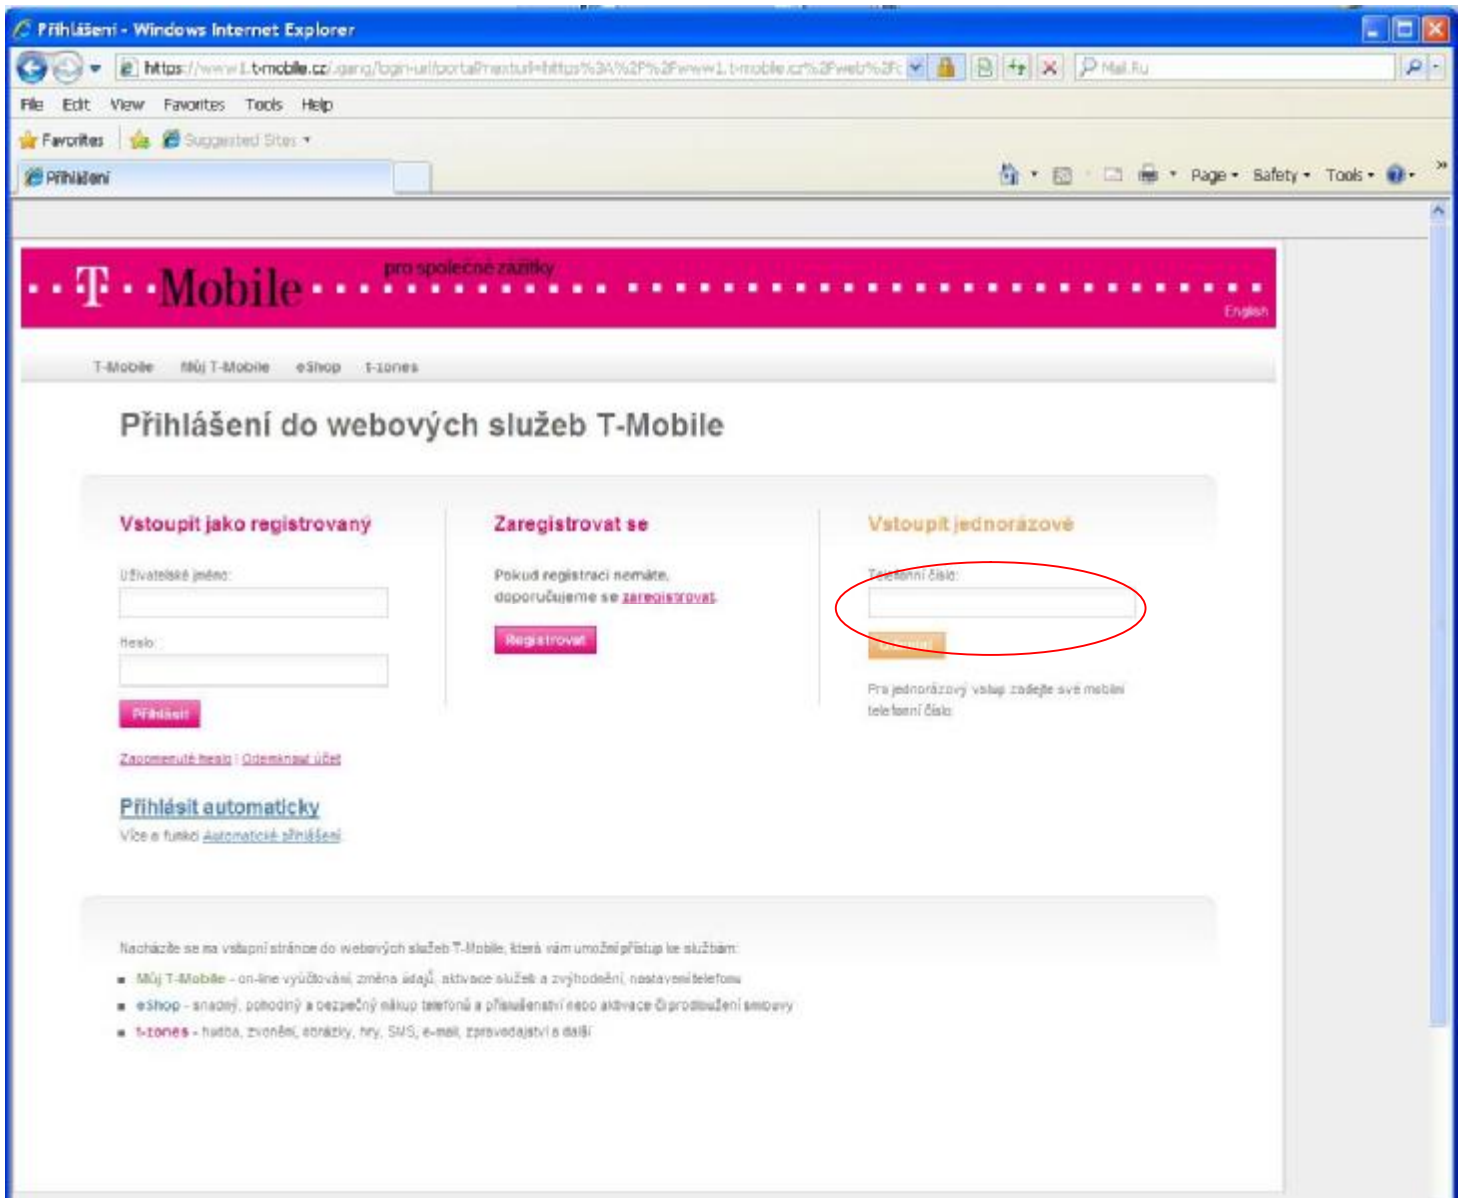 Přihlášení - Windows Internet Explorer
Mail.Ru
File Edit View Favorites Tools Help
Favorites Suggested Sites
Přihlášení
Page Safety Tools
T Mobile pro společné zážitky
English
T-Mobile Můj T-Mobile eShop t-zones
Přihlášení do webových služeb T-Mobile
Vstoupit jako registrovaný
Uživatelské jméno:
Heslo:
Přihlásit
Zapomenuté heslo | Odemknout účet
Přihlásit automaticky
Více o funkci Automatické přihlášení.
Zaregistrovat se
Pokud registraci nemáte,
doporučujeme se zaregistrovat.
Registrovat
Vstoupit jednorázově
Telefonní číslo:
Pro jednorázový vstup zadejte své mobilní
telefonní číslo.
Nacházíte se na vstupní stránce do webových služeb T-Mobile, která vám umožní přístup ke službám:
Můj T-Mobile - on-line vyúčtování, změna údajů, aktivace služeb a zvýhodnění, nastavení telefonu
eShop - snadný, pohodlný a bezpečný nákup telefonů a příslušenství nebo aktivace či prodloužení smlouvy
t-zones - hudba, zvonění, obrázky, hry, SMS, e-mail, zpravodajství a další